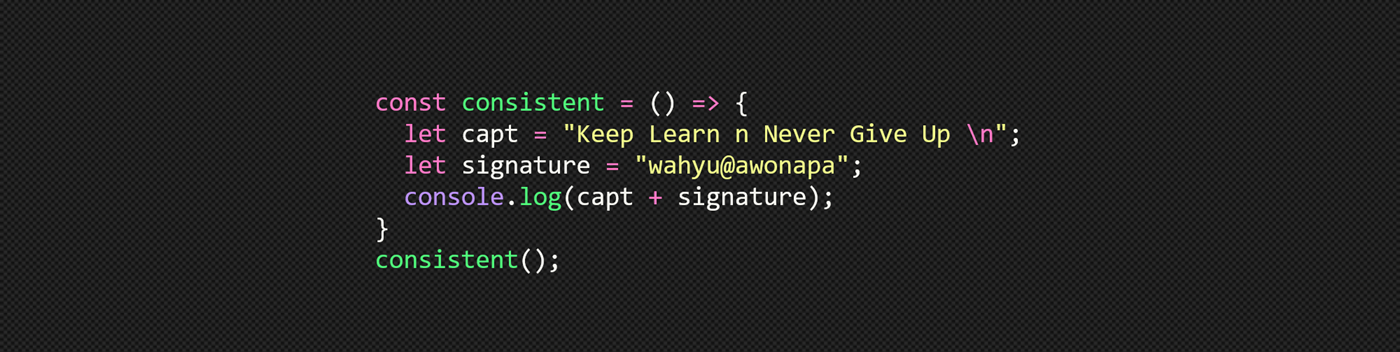 const consistent = () => {
  let capt = "Keep Learn n Never Give Up \n";
  let signature = "wahyu@awonapa";
  console.log(capt + signature);
}
consistent();